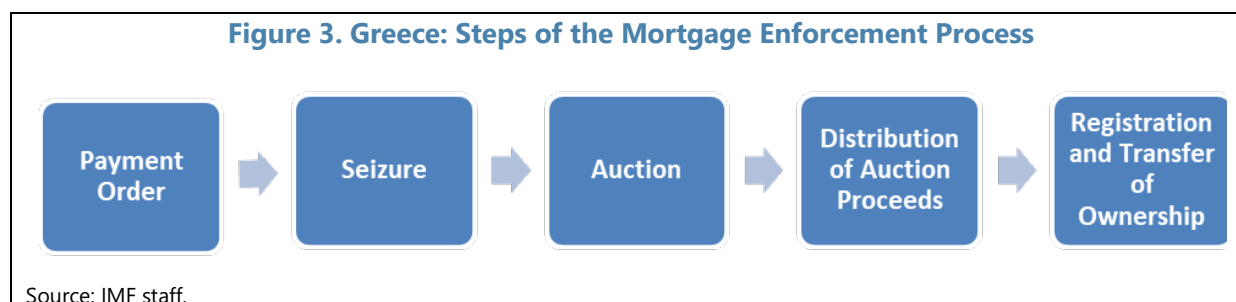 Figure 3. Greece: Steps of the Mortgage Enforcement Process
Payment
Order
Seizure
Auction
Distribution
of Auction
Proceeds
Registration
and Transfer
of
Ownership
Source: IMF staff.